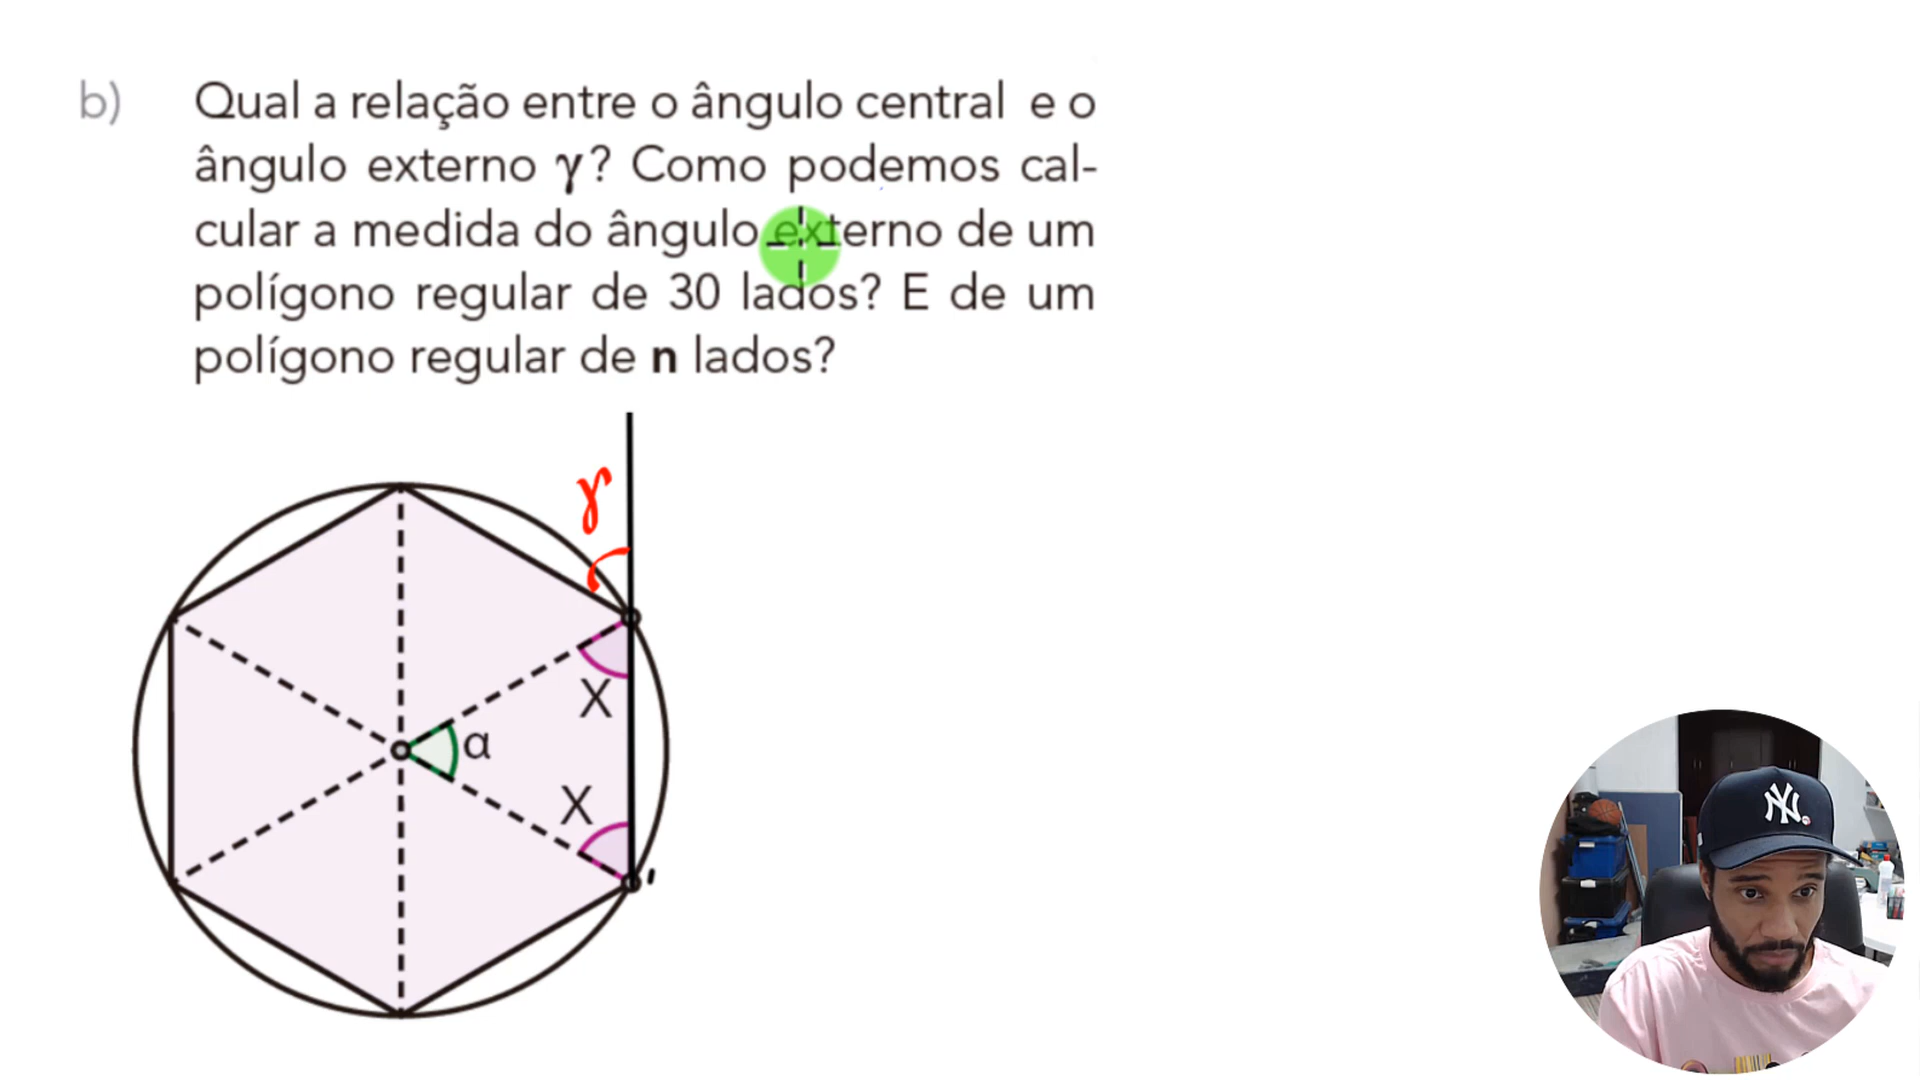 b) Qual a relação entre o ângulo central e o
ângulo externo γ? Como podemos cal-
cular a medida do ângulo externo de um
polígono regular de 30 lados? E de um
polígono regular de n lados?
γ
X
α
X
'
NY